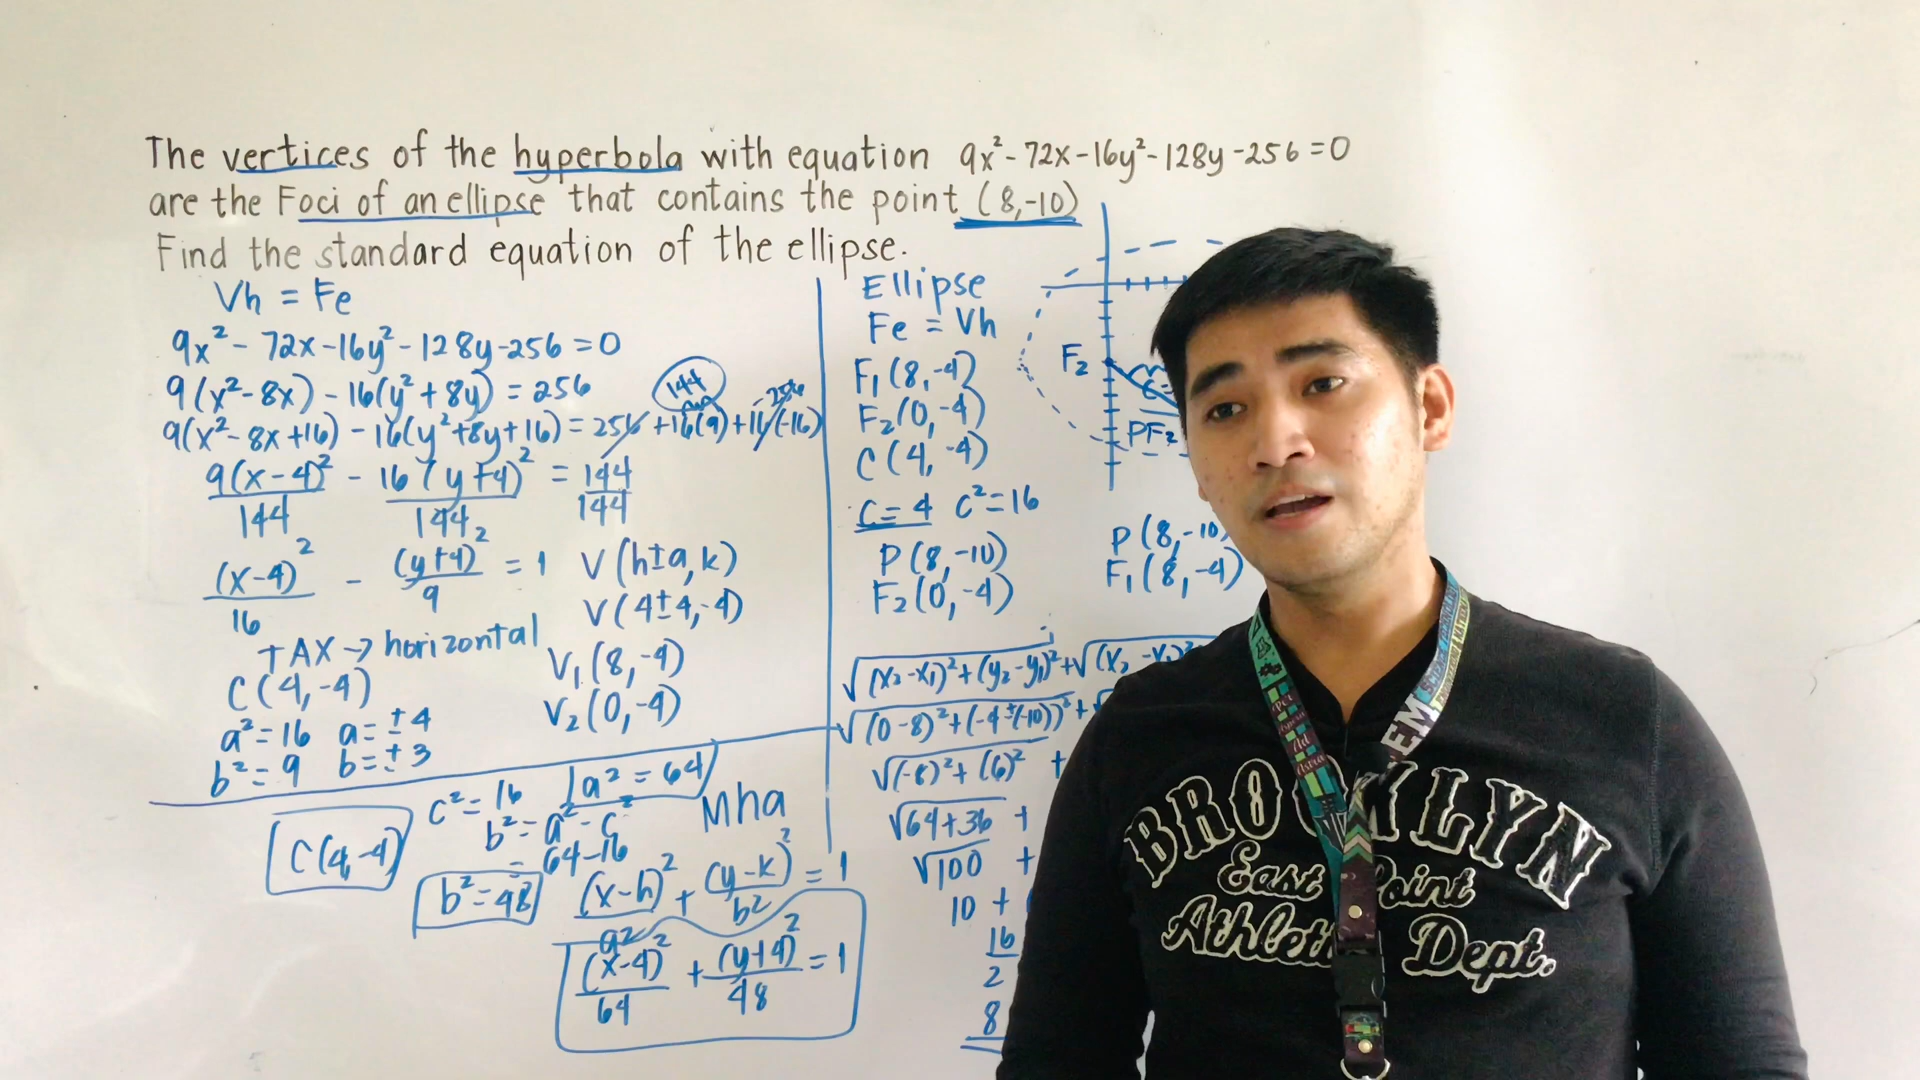 The vertices of the hyperbola with equation 9x² - 72x - 16y² - 128y - 256 = 0
are the Foci of an ellipse that contains the point (8,-10)
Find the standard equation of the ellipse.
Vh = Fe
9x² - 72x - 16y² - 128y - 256 = 0
9(x² - 8x) - 16(y² + 8y) = 256
144
-256
9(x² - 8x + 16) - 16(y² + 8y + 16) = 256 + 16(9) + 16(-16)
9(x-4)²/144 - 16(y+4)²/144 = 144/144
(x-4)²/16 - (y+4)²/9 = 1
TAX → horizontal
C(4,-4)
a² = 16 a = ±4
b² = 9 b = ±3
V(h±a, k)
V(4±4, -4)
V₁(8,-4)
V₂(0,-4)
C(4,-4)
c² = 16
a² = 64
b² = a² - c²
= 64-16
b² = 48
Mha
(x-h)²/a² + (y-k)²/b² = 1
(x-4)²/64 + (y+4)²/48 = 1
Ellipse
Fe = Vh
F₁(8,-4)
F₂(0,-4)
C(4,-4)
c = 4 c² = 16
P(8,-10)
F₂(0,-4)
F₂
C=
PF₂
P(8,-10)
F₁(8,-4)
√(x₂-x₁)²+(y₂-y₁)² + √(x₂-x₁)²
√(0-8)²+(-4±(-10))² + √
√(-8)²+(6)² +
√64+36 +
√100 +
10 +
16
2
8
BROOKLYN
East Point
Athletic Dept.